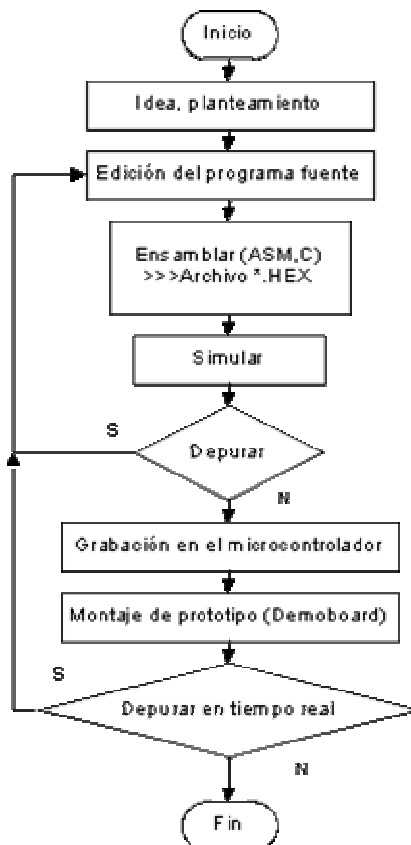 Inicio
Idea, planteamiento
Edición del programa fuente
Ensamblar (ASM,C)
>>>Archivo *.HEX
Simular
S
Depurar
N
Grabación en el microcontrolador
Montaje de prototipo (Demoboard)
S
Depurar en tiempo real
N
Fin